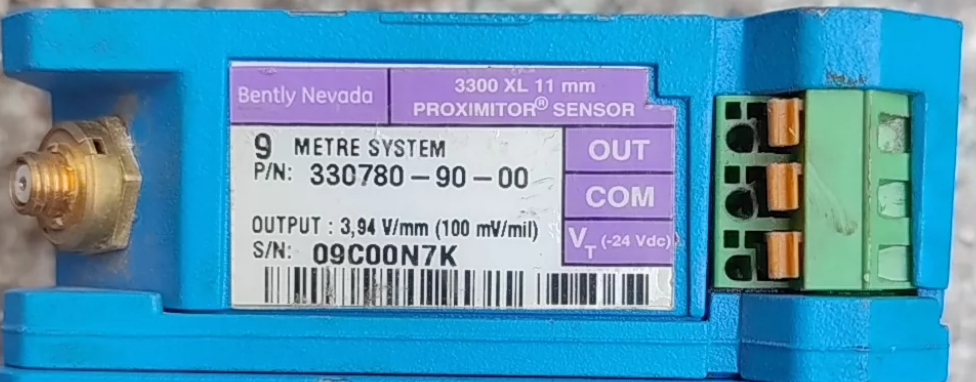 Bently Nevada
3300 XL 11 mm
PROXIMITOR® SENSOR
9 METRE SYSTEM
P/N: 330780-90-00
OUTPUT : 3,94 V/mm (100 mV/mil)
S/N: 09C00N7K
OUT
COM
VT (-24 Vdc)